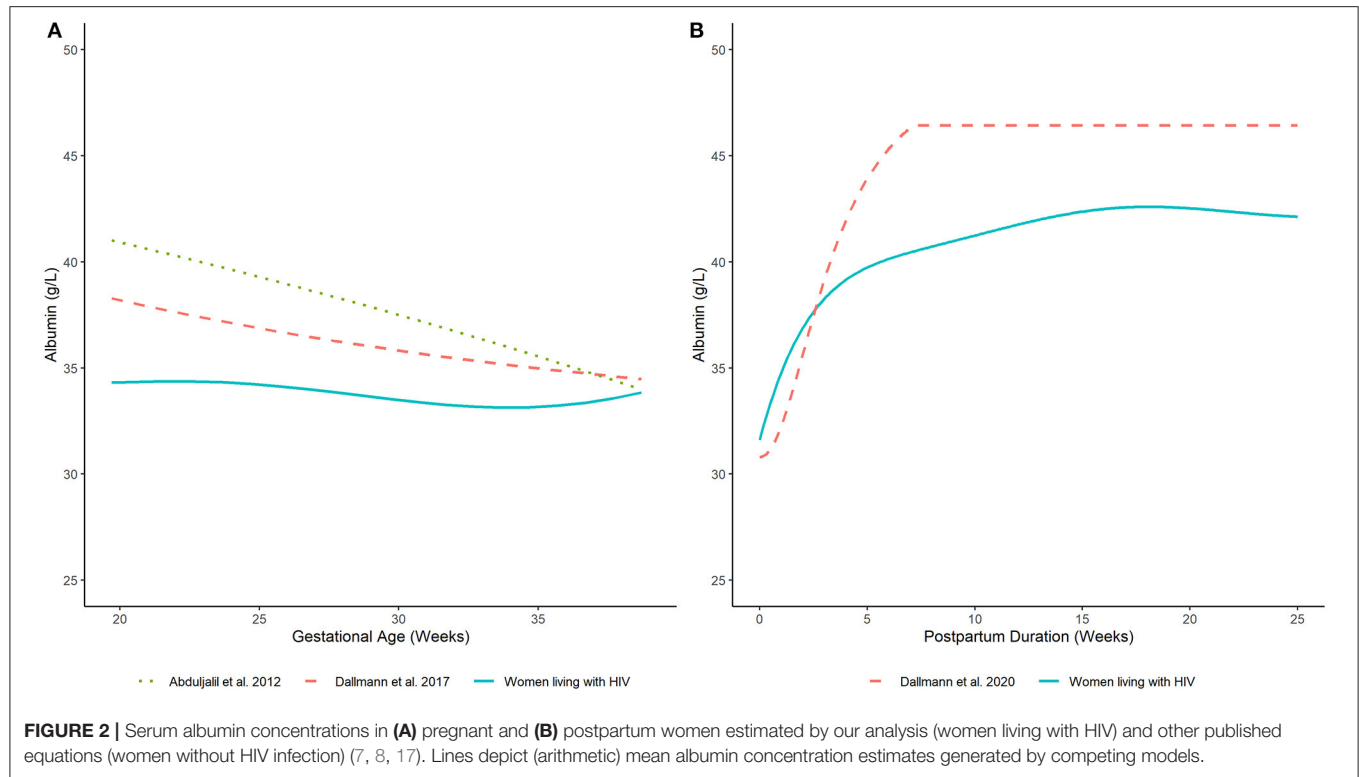 A
50
45
40
35
30
25
Albumin (g/L)
20 25 30 35
Gestational Age (Weeks)
Abduljalil et al. 2012 Dallmann et al. 2017 Women living with HIV
B
50
45
40
35
30
25
Albumin (g/L)
0 5 10 15 20 25
Postpartum Duration (Weeks)
Dallmann et al. 2020 Women living with HIV
FIGURE 2 | Serum albumin concentrations in (A) pregnant and (B) postpartum women estimated by our analysis (women living with HIV) and other published
equations (women without HIV infection) (7, 8, 17). Lines depict (arithmetic) mean albumin concentration estimates generated by competing models.